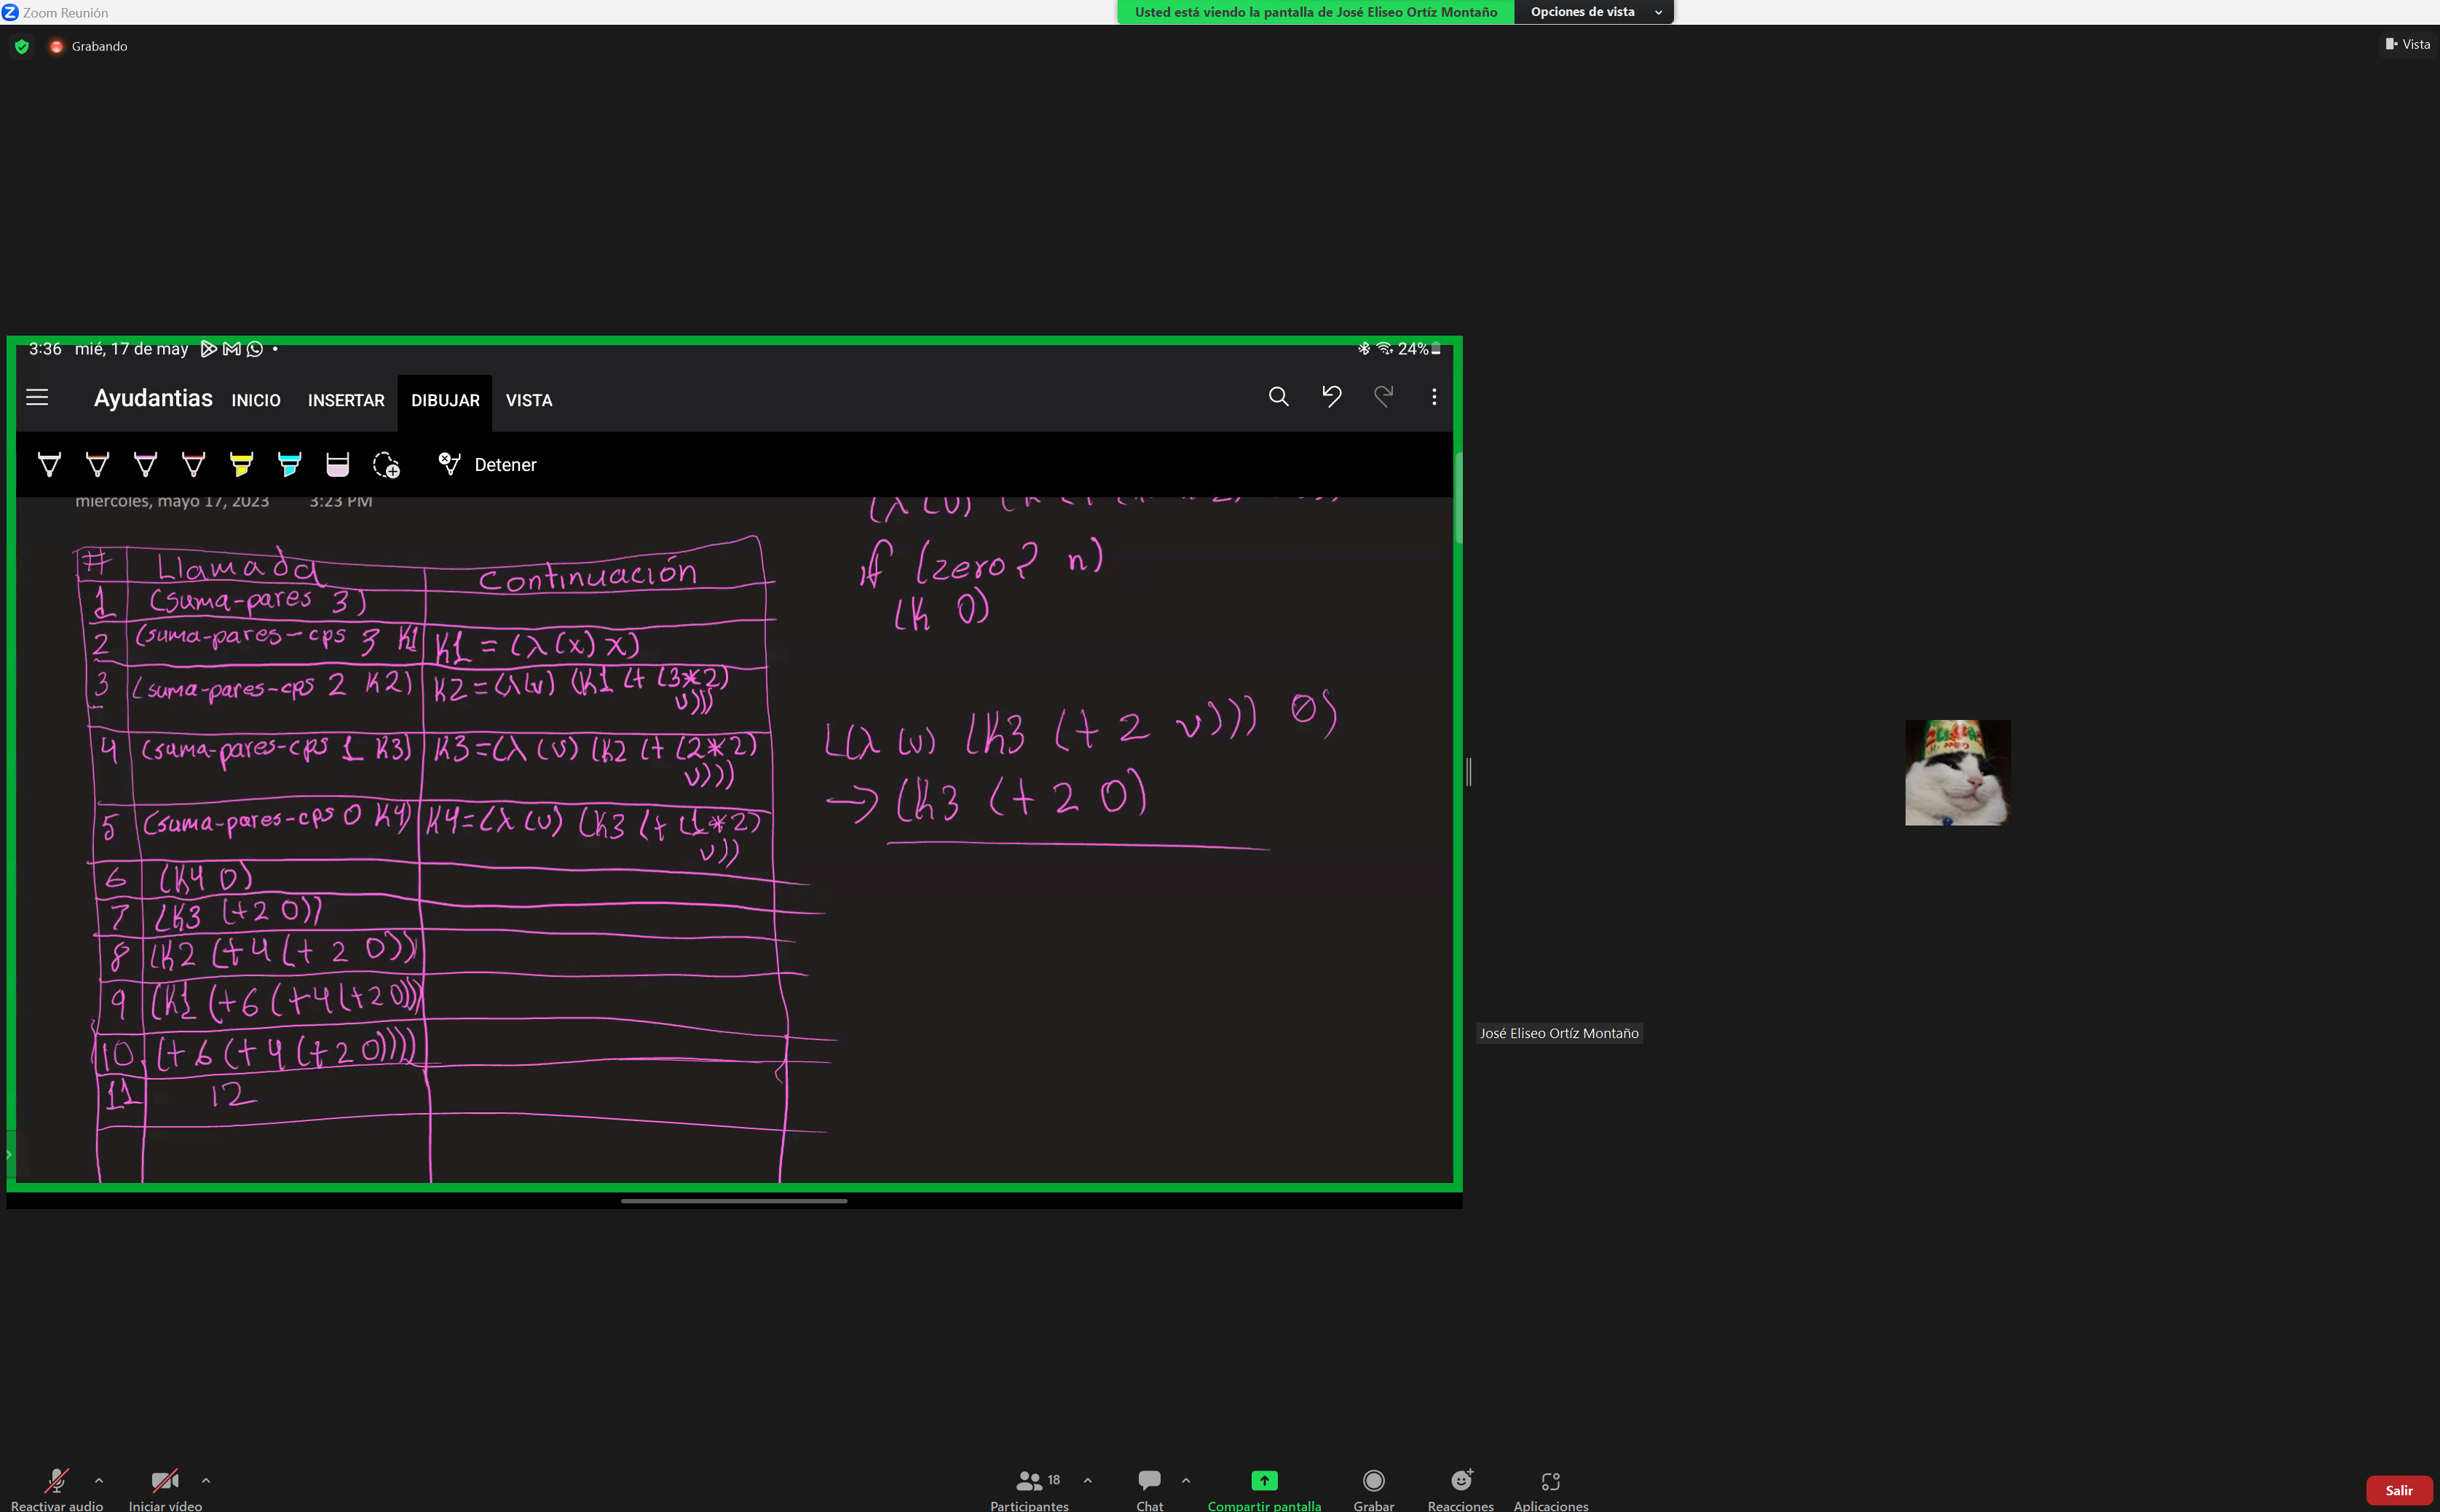 Zoom Reunión
Usted está viendo la pantalla de José Eliseo Ortíz Montaño
Opciones de vista
Grabando
Vista
3:36 mié, 17 de may
24%
Ayudantias
INICIO
INSERTAR
DIBUJAR
VISTA
Detener
miércoles, mayo 17, 2023 3:23 PM
# Llamada Continuación
1 (suma-pares 3)
2 (suma-pares-cps 3 K1 K1 = (λ(x) x)
3 (suma-pares-cps 2 K2) K2=(λ(v) (K1 (+ (3*2)
v)))
4 (suma-pares-cps 1 K3) K3=(λ (v) (K2 (+ (2*2)
v))))
5 (suma-pares-cps 0 K4) K4=(λ (v) (K3 (+ (1*2)
v))
6 (K4 0)
7 (K3 (+2 0))
8 (K2 (+4 (+ 2 0)))
9 (K1 (+6 (+4(+20)))
10. (+ 6 (+ 4 (+ 2 0))))
11 12
(λ (v) (k
if (zero? n)
(k 0)
((λ (v) (K3 (+ 2 v))) 0)
→ (K3 (+ 2 0)
José Eliseo Ortíz Montaño
Reactivar audio
Iniciar vídeo
18
Participantes
Chat
Compartir pantalla
Grabar
Reacciones
Aplicaciones
Salir